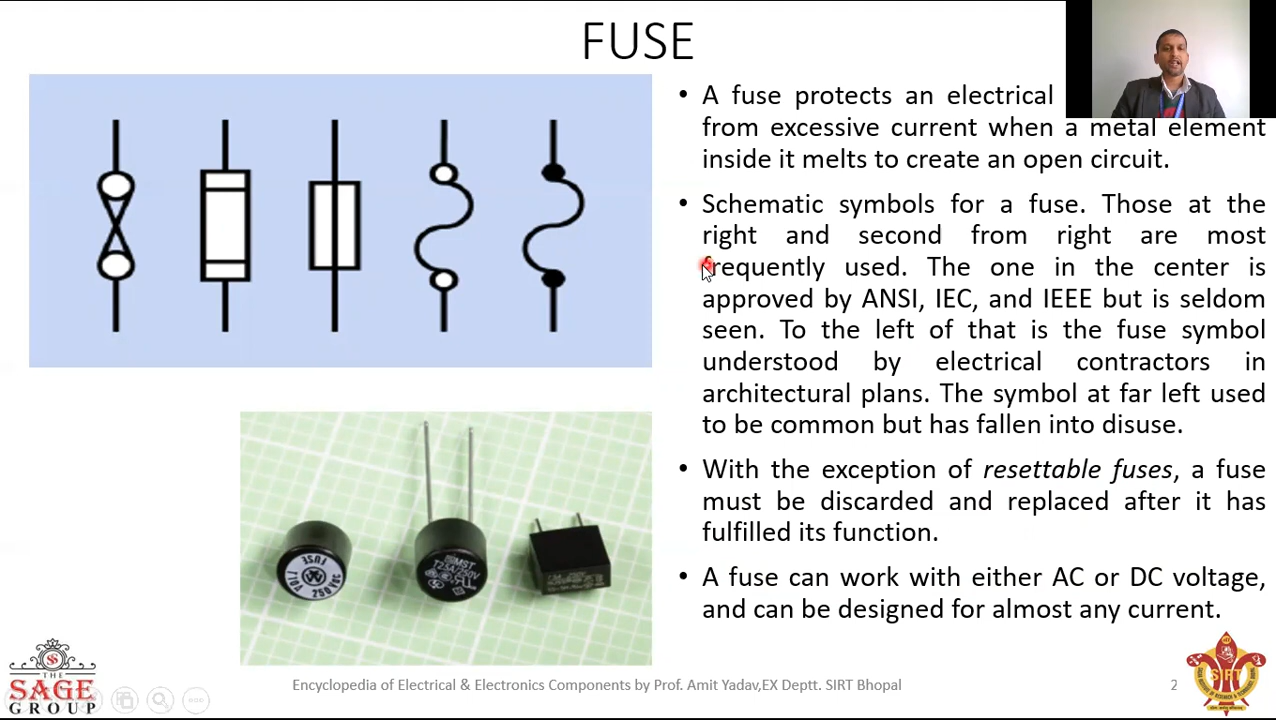 FUSE
• A fuse protects an electrical
from excessive current when a metal element
inside it melts to create an open circuit.
• Schematic symbols for a fuse. Those at the
right and second from right are most
frequently used. The one in the center is
approved by ANSI, IEC, and IEEE but is seldom
seen. To the left of that is the fuse symbol
understood by electrical contractors in
architectural plans. The symbol at far left used
to be common but has fallen into disuse.
• With the exception of resettable fuses, a fuse
must be discarded and replaced after it has
fulfilled its function.
• A fuse can work with either AC or DC voltage,
and can be designed for almost any current.
FUSE
250V
MST
250V
THE
SAGE
GROUP
Encyclopedia of Electrical & Electronics Components by Prof. Amit Yadav,EX Deptt. SIRT Bhopal
2
SIRT